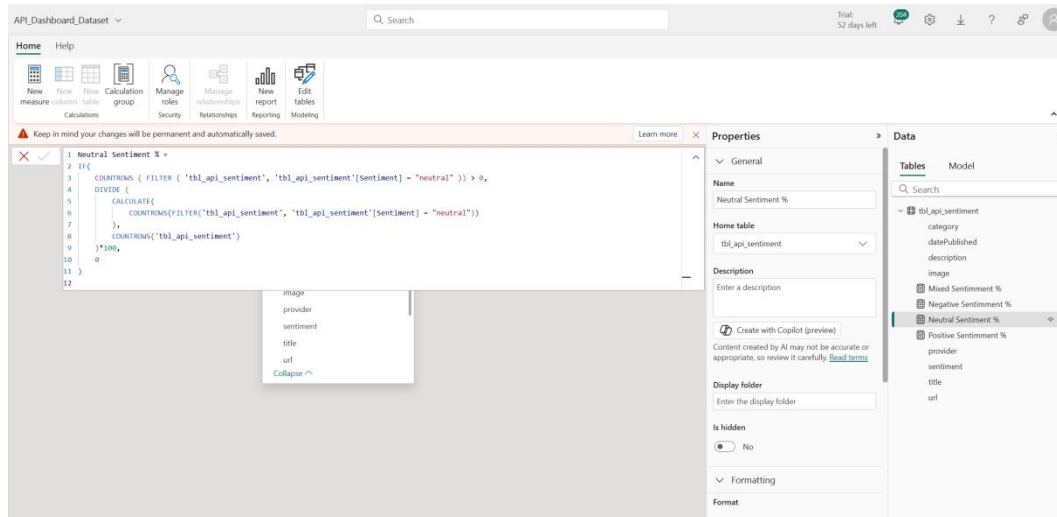 API_Dashboard_Dataset
Search
Trial:
52 days left
204
Home Help
New measure
New column
New table
Calculation group
Manage roles
Manage relationships
New report
Edit tables
Calculations
Security
Relationships
Reporting
Modeling
Keep in mind your changes will be permanent and automatically saved.
Learn more
1 Neutral Sentiment % =
2 IF(
3 COUNTROWS ( FILTER ( 'tbl_api_sentiment', 'tbl_api_sentiment'[Sentiment] = "neutral" )) > 0,
4 DIVIDE (
5 CALCULATE(
6 COUNTROWS(FILTER('tbl_api_sentiment', 'tbl_api_sentiment'[Sentiment] = "neutral"))
7 ),
8 COUNTROWS('tbl_api_sentiment')
9 )*100,
10 0
11 )
12
image
provider
sentiment
title
url
Collapse
Properties
General
Name
Neutral Sentiment %
Home table
tbl_api_sentiment
Description
Enter a description
Create with Copilot (preview)
Content created by AI may not be accurate or
appropriate, so review it carefully. Read terms
Display folder
Enter the display folder
Is hidden
No
Formatting
Format
Data
Tables Model
Search
tbl_api_sentiment
category
datePublished
description
image
Mixed Sentimment %
Negative Sentimment %
Neutral Sentiment %
Positive Sentimment %
provider
sentiment
title
url